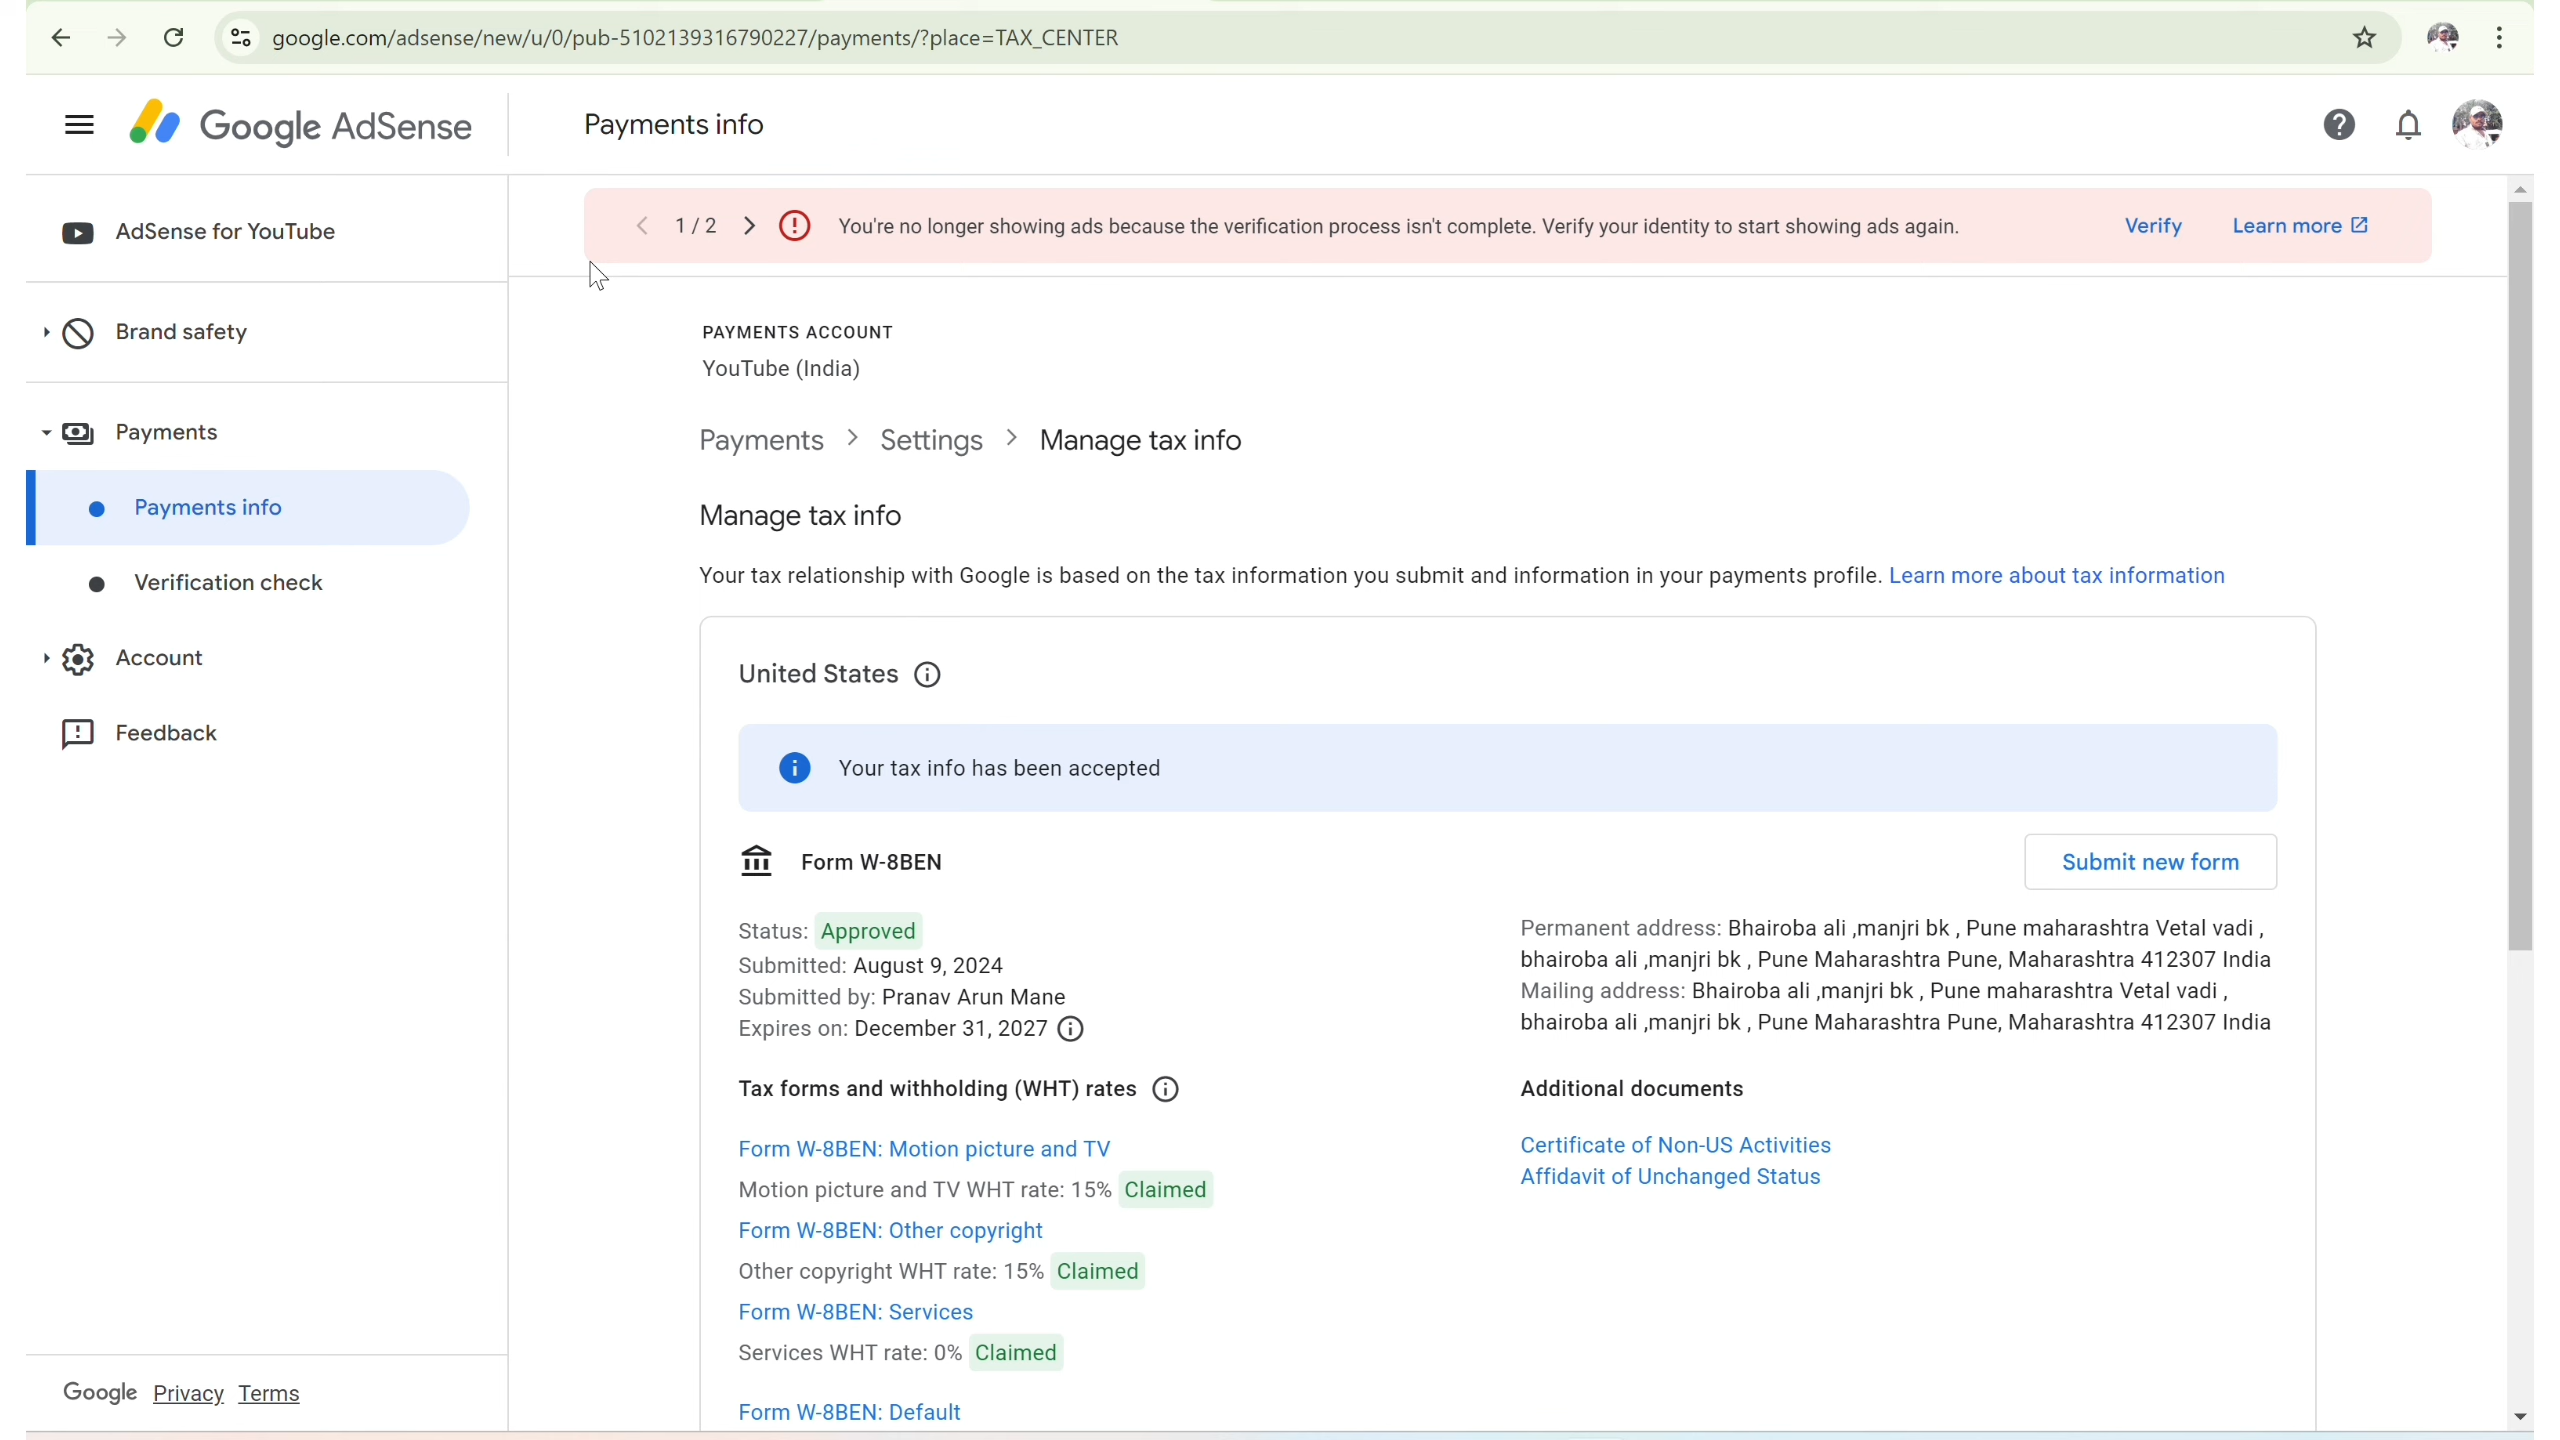 google.com/adsense/new/u/0/pub-5102139316790227/payments/?place=TAX_CENTER
Google AdSense
Payments info
AdSense for YouTube
Brand safety
Payments
Payments info
Verification check
Account
Feedback
Google Privacy Terms
1 / 2 You're no longer showing ads because the verification process isn't complete. Verify your identity to start showing ads again. Verify Learn more
PAYMENTS ACCOUNT
YouTube (India)
Payments > Settings > Manage tax info
Manage tax info
Your tax relationship with Google is based on the tax information you submit and information in your payments profile. Learn more about tax information
United States
Your tax info has been accepted
Form W-8BEN
Submit new form
Status: Approved
Submitted: August 9, 2024
Submitted by: Pranav Arun Mane
Expires on: December 31, 2027
Permanent address: Bhairoba ali ,manjri bk , Pune maharashtra Vetal vadi ,
bhairoba ali ,manjri bk , Pune Maharashtra Pune, Maharashtra 412307 India
Mailing address: Bhairoba ali ,manjri bk , Pune maharashtra Vetal vadi ,
bhairoba ali ,manjri bk , Pune Maharashtra Pune, Maharashtra 412307 India
Tax forms and withholding (WHT) rates
Form W-8BEN: Motion picture and TV
Motion picture and TV WHT rate: 15% Claimed
Form W-8BEN: Other copyright
Other copyright WHT rate: 15% Claimed
Form W-8BEN: Services
Services WHT rate: 0% Claimed
Form W-8BEN: Default
Additional documents
Certificate of Non-US Activities
Affidavit of Unchanged Status